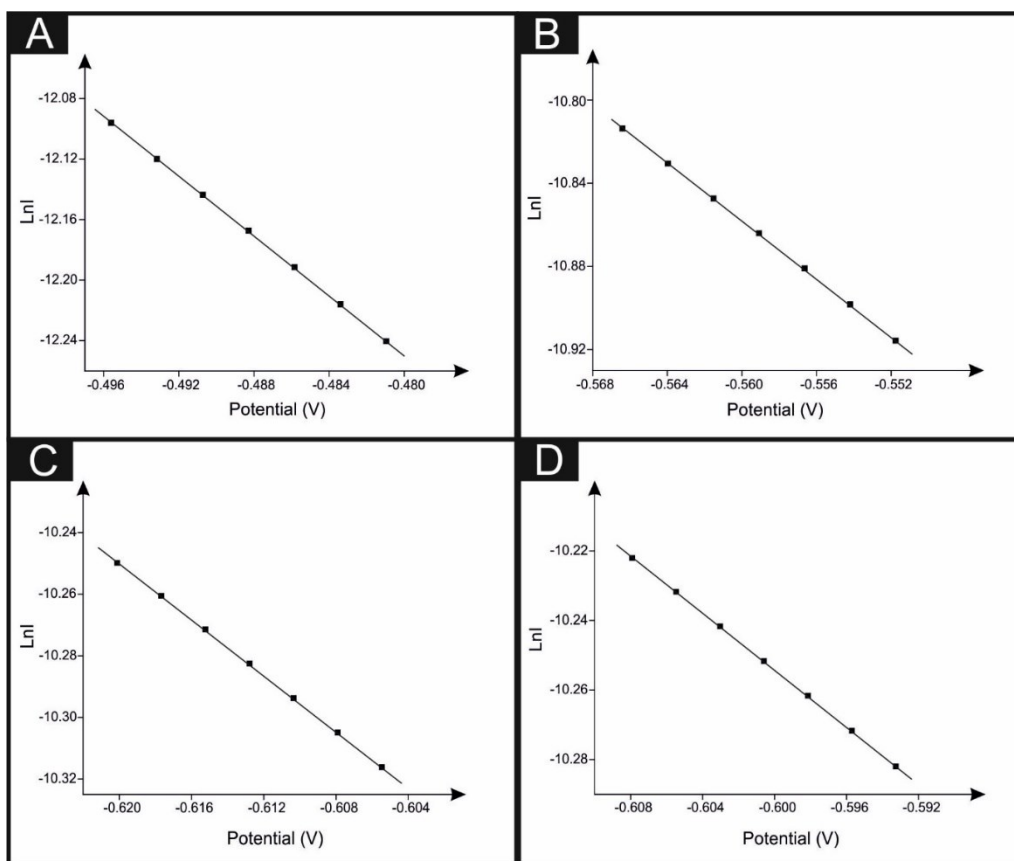 A
LnI
-12.08
-12.12
-12.16
-12.20
-12.24
-0.496 -0.492 -0.488 -0.484 -0.480
Potential (V)
B
LnI
-10.80
-10.84
-10.88
-10.92
-0.568 -0.564 -0.560 -0.556 -0.552
Potential (V)
C
LnI
-10.24
-10.26
-10.28
-10.30
-10.32
-0.620 -0.616 -0.612 -0.608 -0.604
Potential (V)
D
LnI
-10.22
-10.24
-10.26
-10.28
-0.608 -0.604 -0.600 -0.596 -0.592
Potential (V)